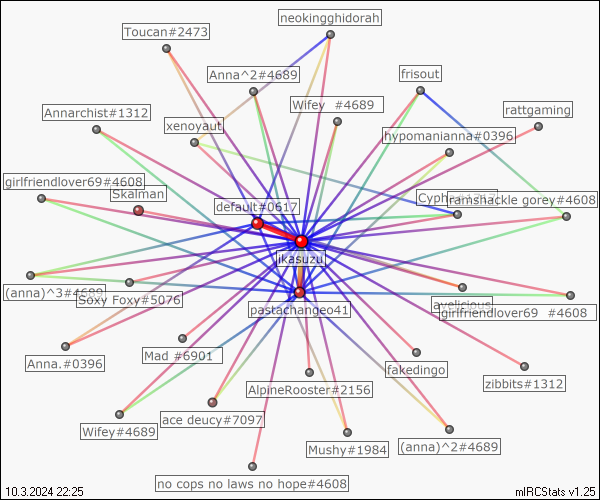 neokingghidorah
Toucan#2473
Anna^2#4689
frisout
Annarchist#1312
Wifey #4689
rattgaming
xenoyaut
hypomanianna#0396
girlfriendlover69#4608
Skaiman
default#0617
ramshackle gorey#4608
ikasuzu
(anna)^3#4689
Soxy Foxy#5076
pastachangeo41
avelicious
girlfriendlover69 #4608
Anna.#0396
Mad #6901
fakedingo
AlpineRooster#2156
zibbits#1312
Wifey#4689
ace deucy#7097
Mushy#1984
(anna)^2#4689
no cops no laws no hope#4608
10.3.2024 22:25
mIRCStats v1.25